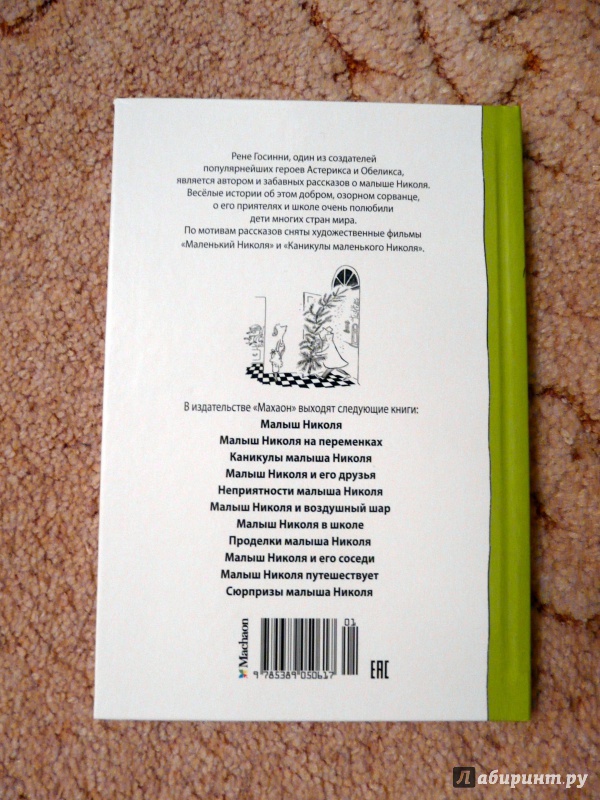 Рене Госинни, один из создателей
популярнейших героев Астерикса и Обеликса,
является автором и забавных рассказов о малыше Николя.
Весёлые истории об этом добром, озорном сорванце,
о его приятелях и школе очень полюбили
дети многих стран мира.
По мотивам рассказов сняты художественные фильмы
«Маленький Николя» и «Каникулы маленького Николя».
В издательстве «Махаон» выходят следующие книги:
Малыш Николя
Малыш Николя на переменках
Каникулы малыша Николя
Малыш Николя и его друзья
Неприятности малыша Николя
Малыш Николя и воздушный шар
Малыш Николя в школе
Проделки малыша Николя
Малыш Николя и его соседи
Малыш Николя путешествует
Сюрпризы малыша Николя
Machaon
01
9 785389 050617
EAC
Лабиринт.ру